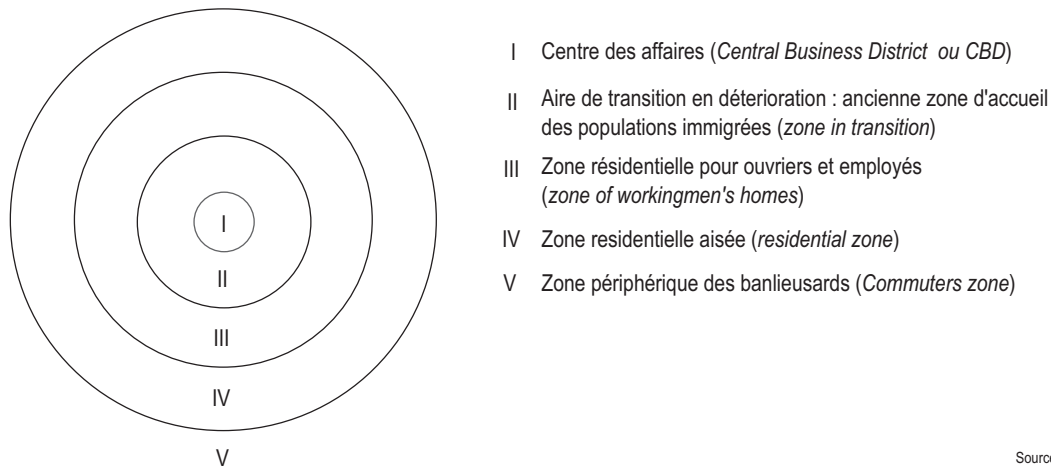 I
II
III
IV
V
I Centre des affaires (Central Business District ou CBD)
II Aire de transition en déterioration : ancienne zone d'accueil
des populations immigrées (zone in transition)
III Zone résidentielle pour ouvriers et employés
(zone of workingmen's homes)
IV Zone residentielle aisée (residential zone)
V Zone périphérique des banlieusards (Commuters zone)
Source